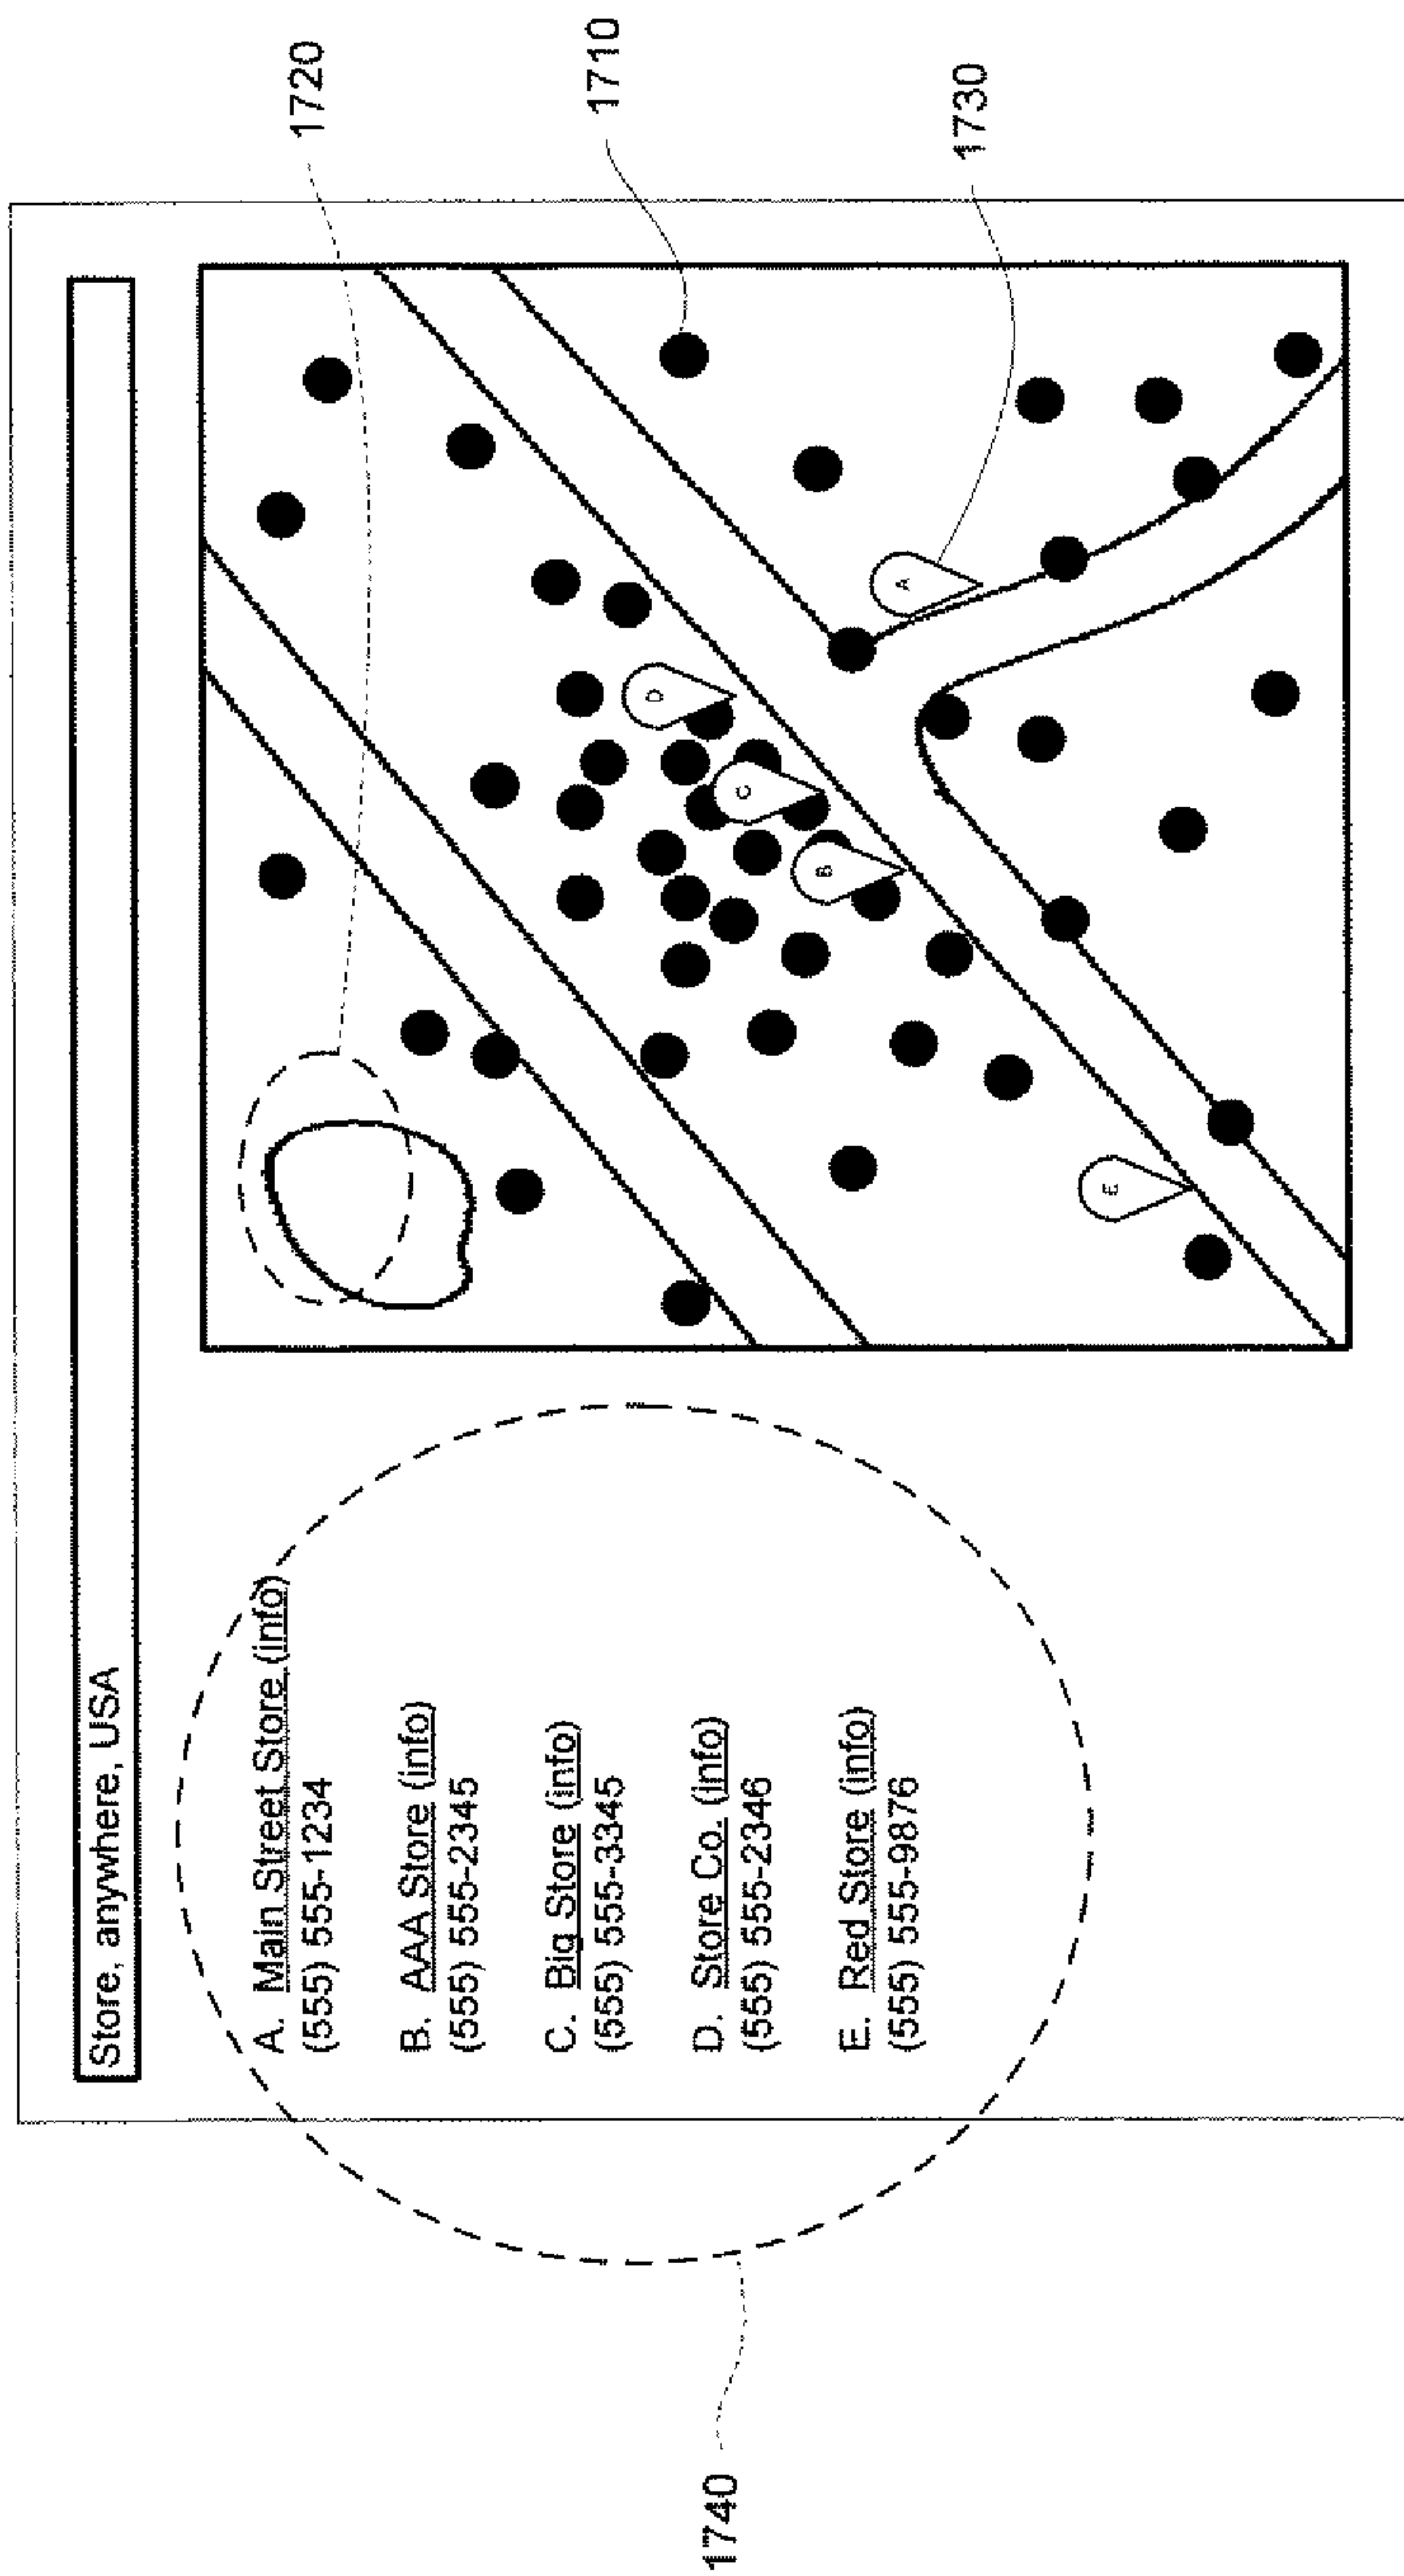 Store, anywhere, USA
A. Main Street Store (info)
(555) 555-1234
B. AAA Store (info)
(555) 555-2345
C. Big Store (info)
(555) 555-3345
D. Store Co. (info)
(555) 555-2346
E. Red Store (info)
(555) 555-9876
1740
1720
1710
1730
D
C
B
A
E